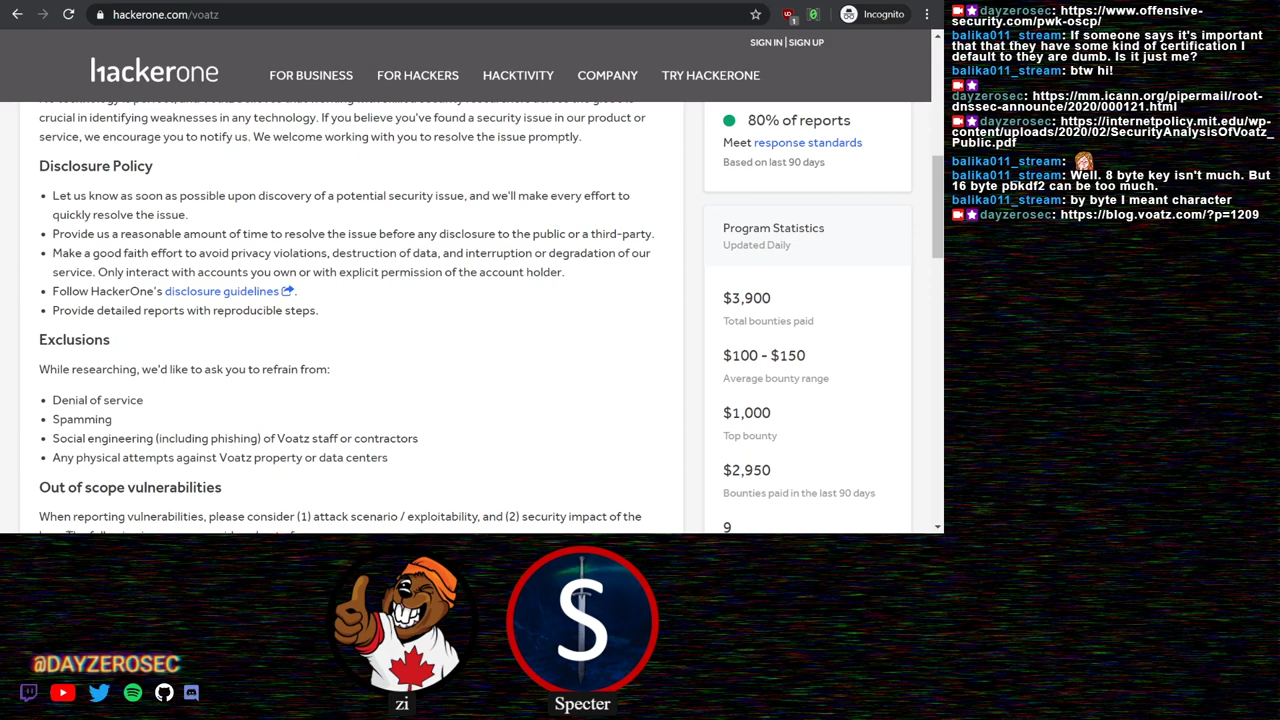 hackerone.com/voatz
1
Incognito
SIGN IN | SIGN UP
hackerone
FOR BUSINESS
FOR HACKERS
HACKTIVITY
COMPANY
TRY HACKERONE
crucial in identifying weaknesses in any technology. If you believe you've found a security issue in our product or
service, we encourage you to notify us. We welcome working with you to resolve the issue promptly.
Disclosure Policy
• Let us know as soon as possible upon discovery of a potential security issue, and we'll make every effort to
quickly resolve the issue.
• Provide us a reasonable amount of time to resolve the issue before any disclosure to the public or a third-party.
• Make a good faith effort to avoid privacy violations, destruction of data, and interruption or degradation of our
service. Only interact with accounts you own or with explicit permission of the account holder.
• Follow HackerOne's disclosure guidelines.
• Provide detailed reports with reproducible steps.
Exclusions
While researching, we'd like to ask you to refrain from:
• Denial of service
• Spamming
• Social engineering (including phishing) of Voatz staff or contractors
• Any physical attempts against Voatz property or data centers
Out of scope vulnerabilities
When reporting vulnerabilities, please consider (1) attack scenario / exploitability, and (2) security impact of the
80% of reports
Meet response standards
Based on last 90 days
Program Statistics
Updated Daily
$3,900
Total bounties paid
$100 - $150
Average bounty range
$1,000
Top bounty
$2,950
Bounties paid in the last 90 days
9
dayzerosec: https://www.offensive-
security.com/pwk-oscp/
balika011_stream: If someone says it's important
that that they have some kind of certification I
default to they are dumb. Is it just me?
balika011_stream: btw hi!
dayzerosec: https://mm.icann.org/pipermail/root-
dnssec-announce/2020/000121.html
dayzerosec: https://internetpolicy.mit.edu/wp-
content/uploads/2020/02/SecurityAnalysisOfVoatz_
Public.pdf
balika011_stream:
balika011_stream: Well. 8 byte key isn't much. But
16 byte pbkdf2 can be too much.
balika011_stream: by byte I meant character
dayzerosec: https://blog.voatz.com/?p=1209
@DAYZEROSEC
zi
S
Specter